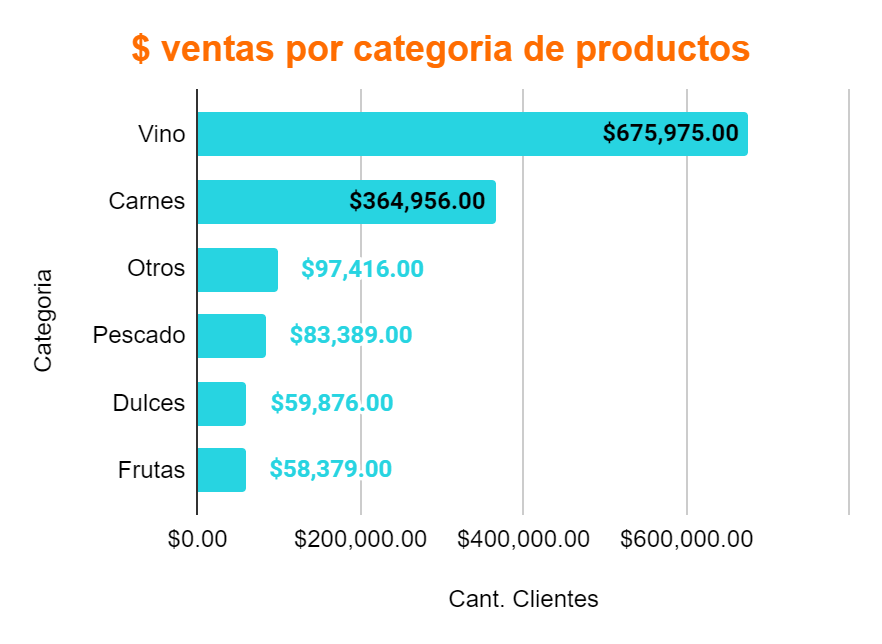 $ ventas por categoria de productos
Categoria
Vino $675,975.00
Carnes $364,956.00
Otros $97,416.00
Pescado $83,389.00
Dulces $59,876.00
Frutas $58,379.00
$0.00 $200,000.00 $400,000.00 $600,000.00
Cant. Clientes